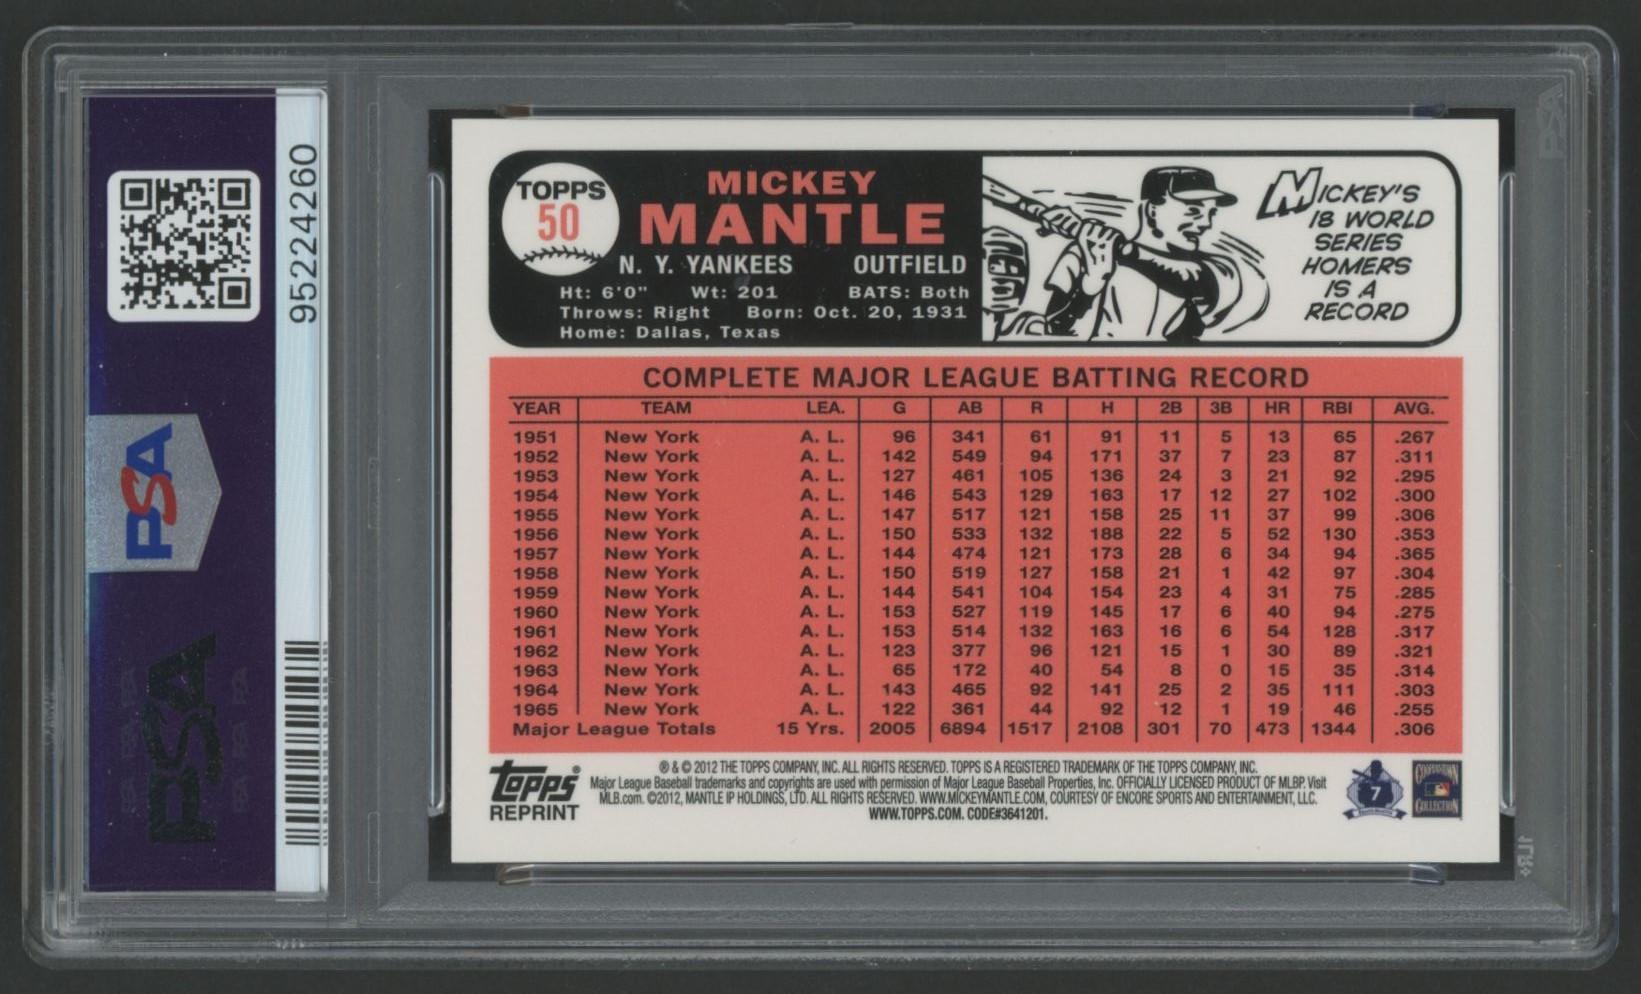 95224260
PSA
PSA
TOPPS
50
MICKEY
MANTLE
N. Y. YANKEES OUTFIELD
Ht: 6'0" Wt: 201 BATS: Both
Throws: Right Born: Oct. 20, 1931
Home: Dallas, Texas
MICKEY'S
18 WORLD
SERIES
HOMERS
IS A
RECORD
COMPLETE MAJOR LEAGUE BATTING RECORD
YEAR TEAM LEA. G AB R H 2B 3B HR RBI AVG.
1951 New York A. L. 96 341 61 91 11 5 13 65 .267
1952 New York A. L. 142 549 94 171 37 7 23 87 .311
1953 New York A. L. 127 461 105 136 24 3 21 92 .295
1954 New York A. L. 146 543 129 163 17 12 27 102 .300
1955 New York A. L. 147 517 121 158 25 11 37 99 .306
1956 New York A. L. 150 533 132 188 22 5 52 130 .353
1957 New York A. L. 144 474 121 173 28 6 34 94 .365
1958 New York A. L. 150 519 127 158 21 1 42 97 .304
1959 New York A. L. 144 541 104 154 23 4 31 75 .285
1960 New York A. L. 153 527 119 145 17 6 40 94 .275
1961 New York A. L. 153 514 132 163 16 6 54 128 .317
1962 New York A. L. 123 377 96 121 15 1 30 89 .321
1963 New York A. L. 65 172 40 54 8 0 15 35 .314
1964 New York A. L. 143 465 92 141 25 2 35 111 .303
1965 New York A. L. 122 361 44 92 12 1 19 46 .255
Major League Totals 15 Yrs. 2005 6894 1517 2108 301 70 473 1344 .306
topps®
REPRINT
® & © 2012 THE TOPPS COMPANY, INC. ALL RIGHTS RESERVED. TOPPS IS A REGISTERED TRADEMARK OF THE TOPPS COMPANY, INC.
Major League Baseball trademarks and copyrights are used with permission of Major League Baseball Properties, Inc. OFFICIALLY LICENSED PRODUCT OF MLBP. Visit
MLB.com. ©2012, MANTLE IP HOLDINGS, LTD. ALL RIGHTS RESERVED. WWW.MICKEYMANTLE.COM, COURTESY OF ENCORE SPORTS AND ENTERTAINMENT, LLC.
WWW.TOPPS.COM. CODE#3641201.
7
COOPERSTOWN
COLLECTION
PSA